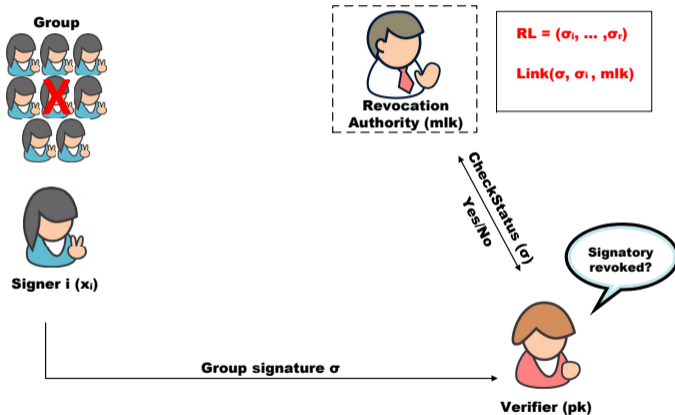 Group
X
RL = (σᵢ, ... ,σᵣ)
Link(σ, σᵢ , mlk)
Revocation
Authority (mlk)
CheckStatus (σ)
Yes/No
Signatory
revoked?
Signer i (xᵢ)
Group signature σ
Verifier (pk)